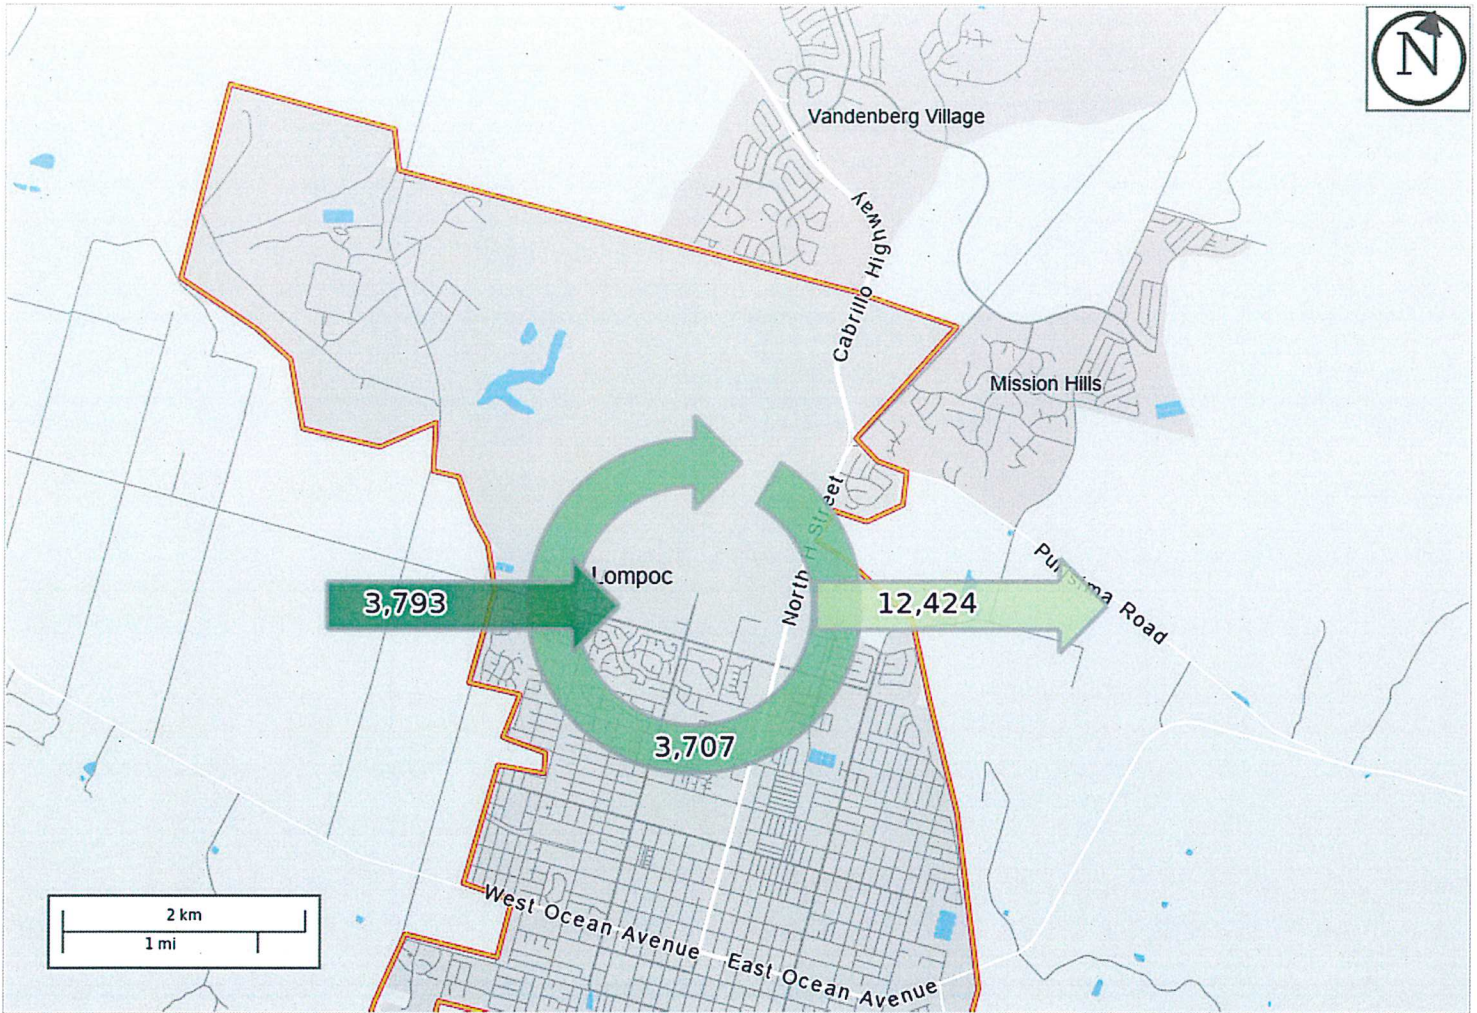 N
Vandenberg Village
Cabrillo Highway
Mission Hills
North H Street
Lompoc
Purisima Road
3,793
12,424
3,707
West Ocean Avenue
East Ocean Avenue
2 km
1 mi